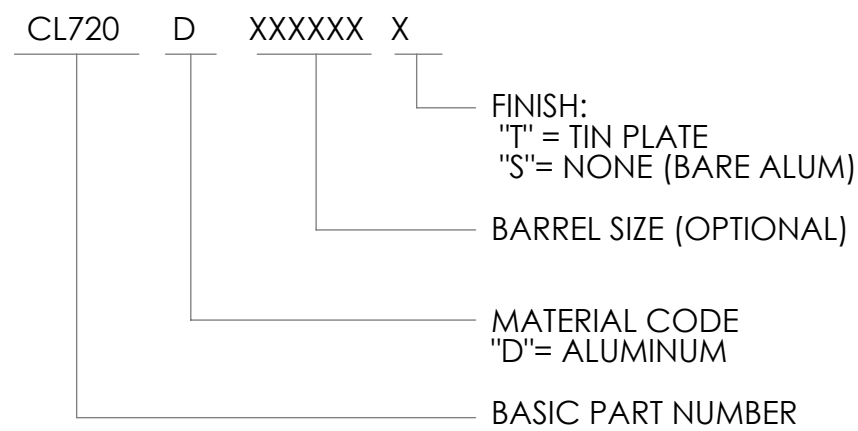 CL720 D XXXXXX X
FINISH:
"T" = TIN PLATE
"S"= NONE (BARE ALUM)
BARREL SIZE (OPTIONAL)
MATERIAL CODE
"D"= ALUMINUM
BASIC PART NUMBER